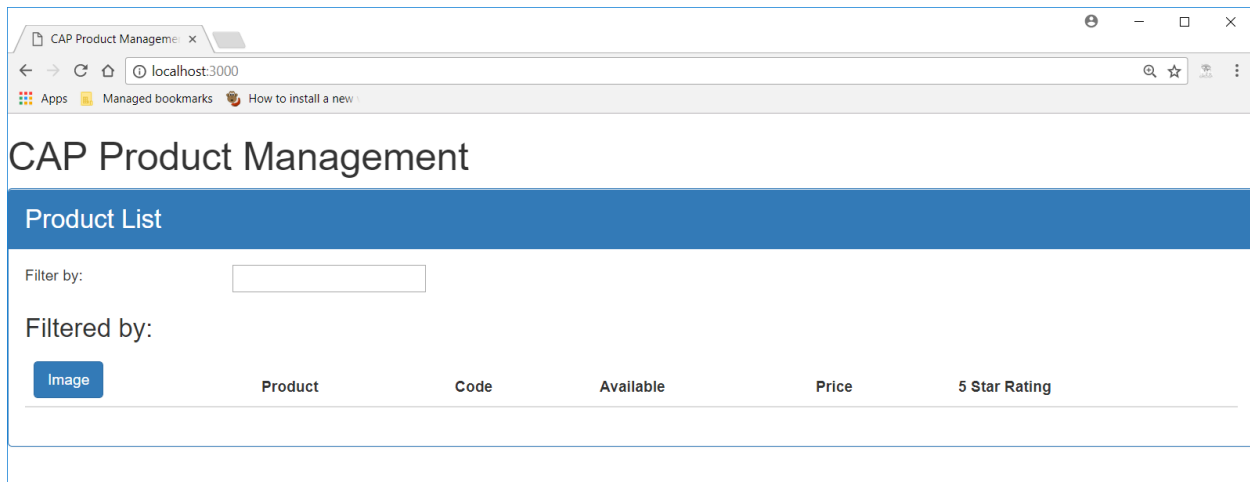 CAP Product Manageme
localhost:3000
Apps Managed bookmarks How to install a new
CAP Product Management
Product List
Filter by:
Filtered by:
Image Product Code Available Price 5 Star Rating